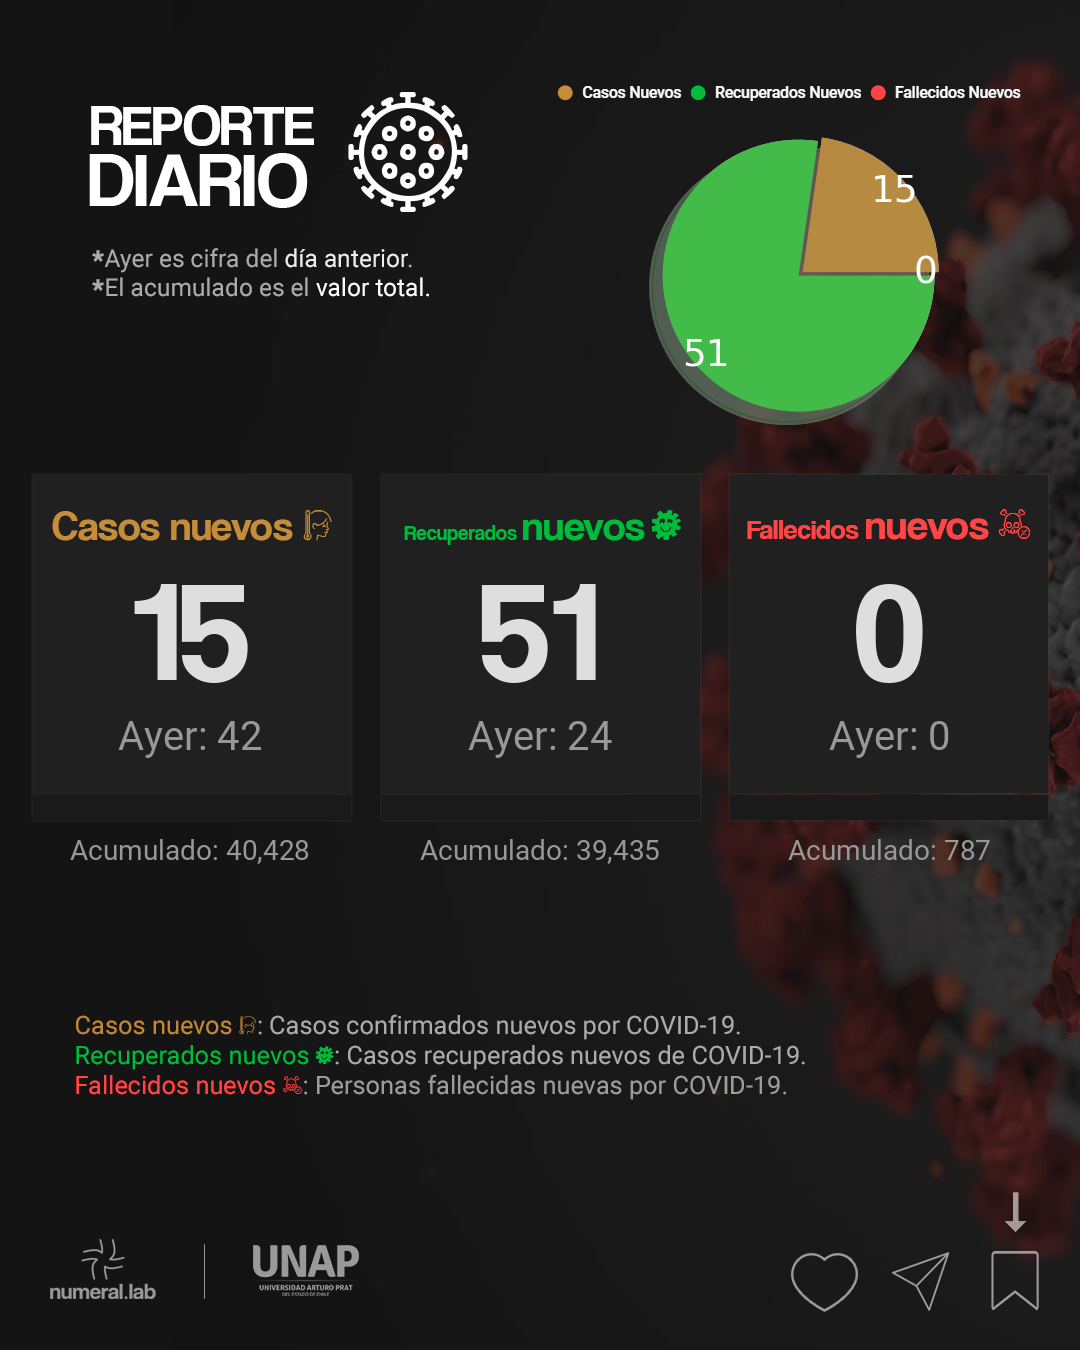 REPORTE
DIARIO
*Ayer es cifra del día anterior.
*El acumulado es el valor total.
Casos Nuevos Recuperados Nuevos Fallecidos Nuevos
15
0
51
Casos nuevos
15
Ayer: 42
Acumulado: 40,428
Recuperados nuevos
51
Ayer: 24
Acumulado: 39,435
Fallecidos nuevos
0
Ayer: 0
Acumulado: 787
Casos nuevos : Casos confirmados nuevos por COVID-19.
Recuperados nuevos : Casos recuperados nuevos de COVID-19.
Fallecidos nuevos : Personas fallecidas nuevas por COVID-19.
numeral.lab
UNAP
UNIVERSIDAD ARTURO PRAT
DEL ESTADO DE CHILE